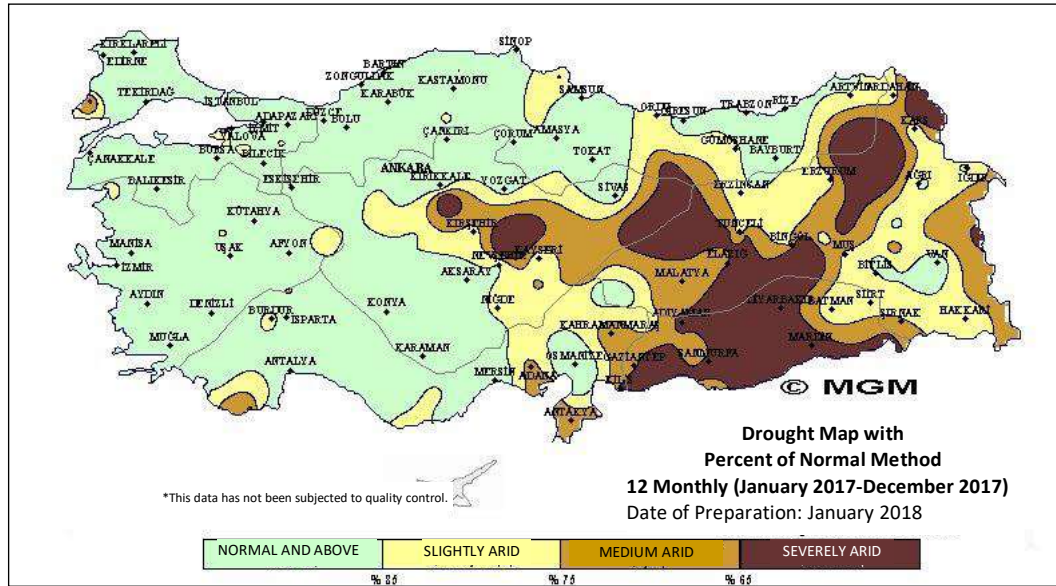 SİNOP
KIRKLARELİ
EDİRNE
BARTIN
ZONGULDAK
KASTAMONU
TEKİRDAĞ
İSTANBUL
KARABÜK
SAMSUN
ARTVİN
ARDAHAN
ADAPAZARI
DÜZCE
BOLU
ORDU
GİRESUN
TRABZON
RİZE
İZMİT
YALOVA
ÇANKIRI
ÇORUM
AMASYA
KARS
ÇANAKKALE
BURSA
BİLECİK
TOKAT
GÜMÜŞHANE
BAYBURT
BALIKESİR
ESKİŞEHİR
ANKARA
KIRIKKALE
YOZGAT
SİVAS
ERZİNCAN
ERZURUM
AĞRI
IĞDIR
KÜTAHYA
KIRŞEHİR
TUNCELİ
BİNGÖL
MANİSA
UŞAK
AFYON
NEVŞEHİR
KAYSERİ
ELAZIĞ
MUŞ
VAN
İZMİR
AKSARAY
MALATYA
BİTLİS
AYDIN
DENİZLİ
KONYA
NİĞDE
DİYARBAKIR
BATMAN
SİİRT
BURDUR
ISPARTA
KAHRAMANMARAŞ
ADIYAMAN
ŞIRNAK
HAKKARİ
MUĞLA
KARAMAN
OSMANİYE
GAZİANTEP
ŞANLIURFA
MARDİN
ANTALYA
MERSİN
ADANA
KİLİS
ANTAKYA
© MGM
Drought Map with
Percent of Normal Method
12 Monthly (January 2017-December 2017)
Date of Preparation: January 2018
*This data has not been subjected to quality control.
NORMAL AND ABOVE SLIGHTLY ARID MEDIUM ARID SEVERELY ARID
% 85 % 75 % 65